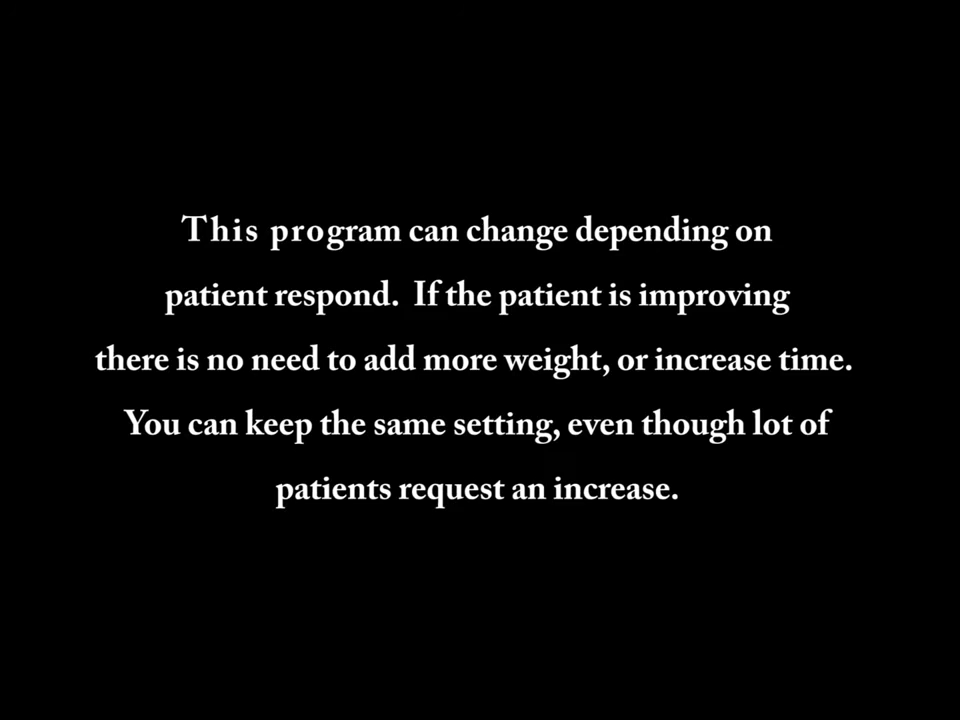 This program can change depending on
patient respond.  If the patient is improving
there is no need to add more weight, or increase time.
You can keep the same setting, even though lot of
patients request an increase.